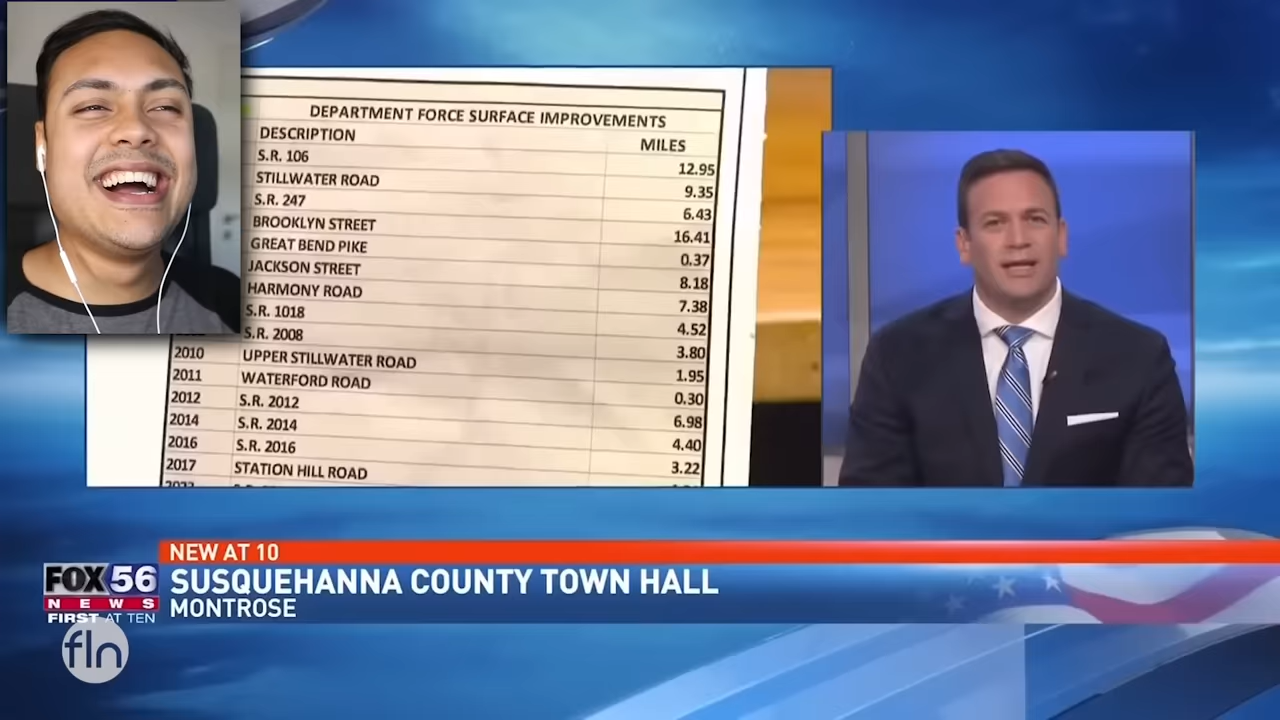 DEPARTMENT FORCE SURFACE IMPROVEMENTS
DESCRIPTION MILES
S.R. 106 12.95
STILLWATER ROAD 9.35
S.R. 247 6.43
BROOKLYN STREET 16.41
GREAT BEND PIKE 0.37
JACKSON STREET 8.18
HARMONY ROAD 7.38
S.R. 1018 4.52
S.R. 2008 3.80
2010 UPPER STILLWATER ROAD 1.95
2011 WATERFORD ROAD 0.30
2012 S.R. 2012 6.98
2014 S.R. 2014 4.40
2016 S.R. 2016 3.22
2017 STATION HILL ROAD
NEW AT 10
FOX 56
NEWS
FIRST AT TEN
SUSQUEHANNA COUNTY TOWN HALL
MONTROSE
fln